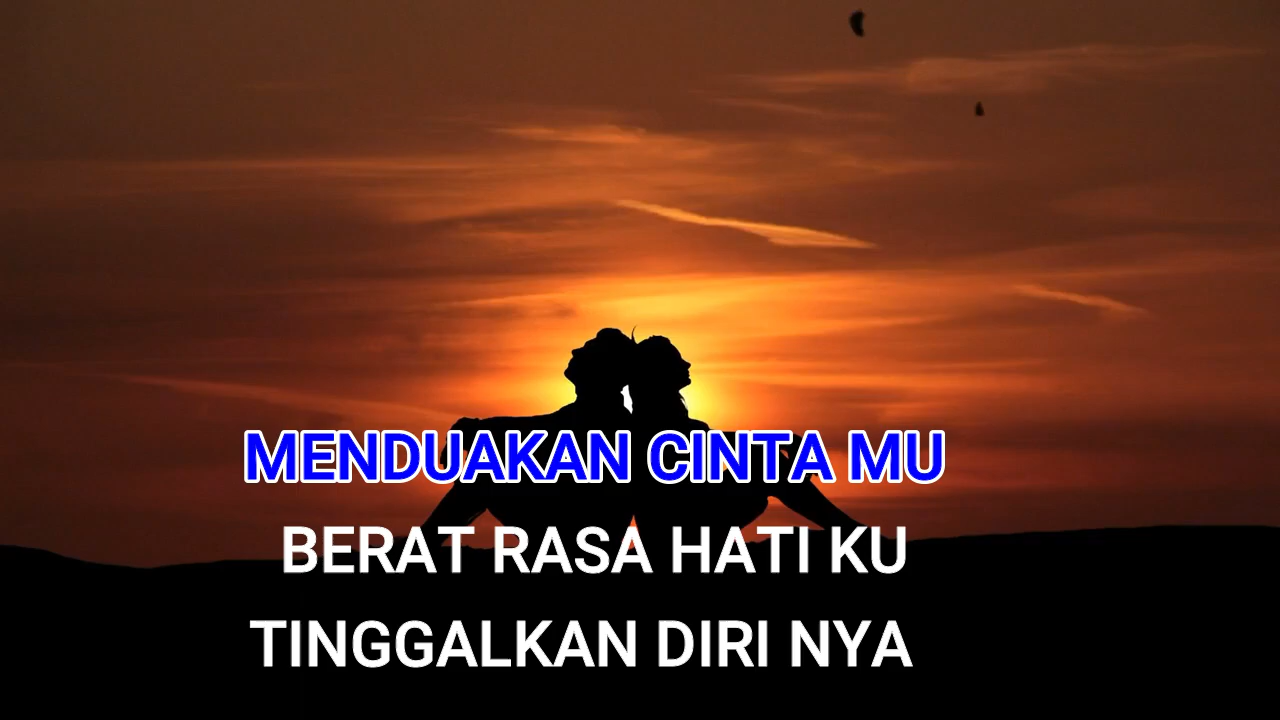 MENDUAKAN CINTA MU
BERAT RASA HATI KU
TINGGALKAN DIRI NYA